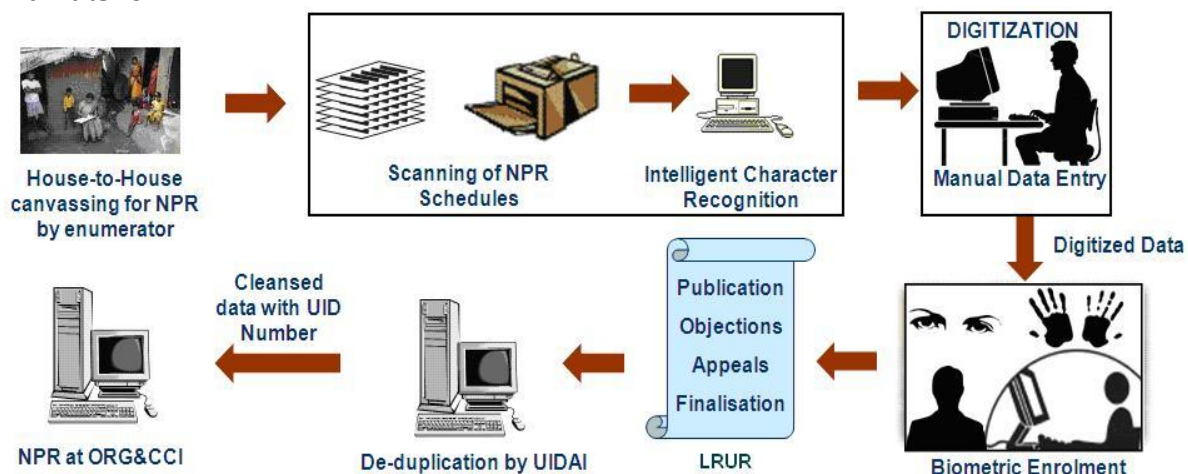 House-to-House
canvassing for NPR
by enumerator
Scanning of NPR
Schedules
Intelligent Character
Recognition
DIGITIZATION
Manual Data Entry
Digitized Data
Biometric Enrolment
Publication
Objections
Appeals
Finalisation
LRUR
De-duplication by UIDAI
Cleansed
data with UID
Number
NPR at ORG&CCI